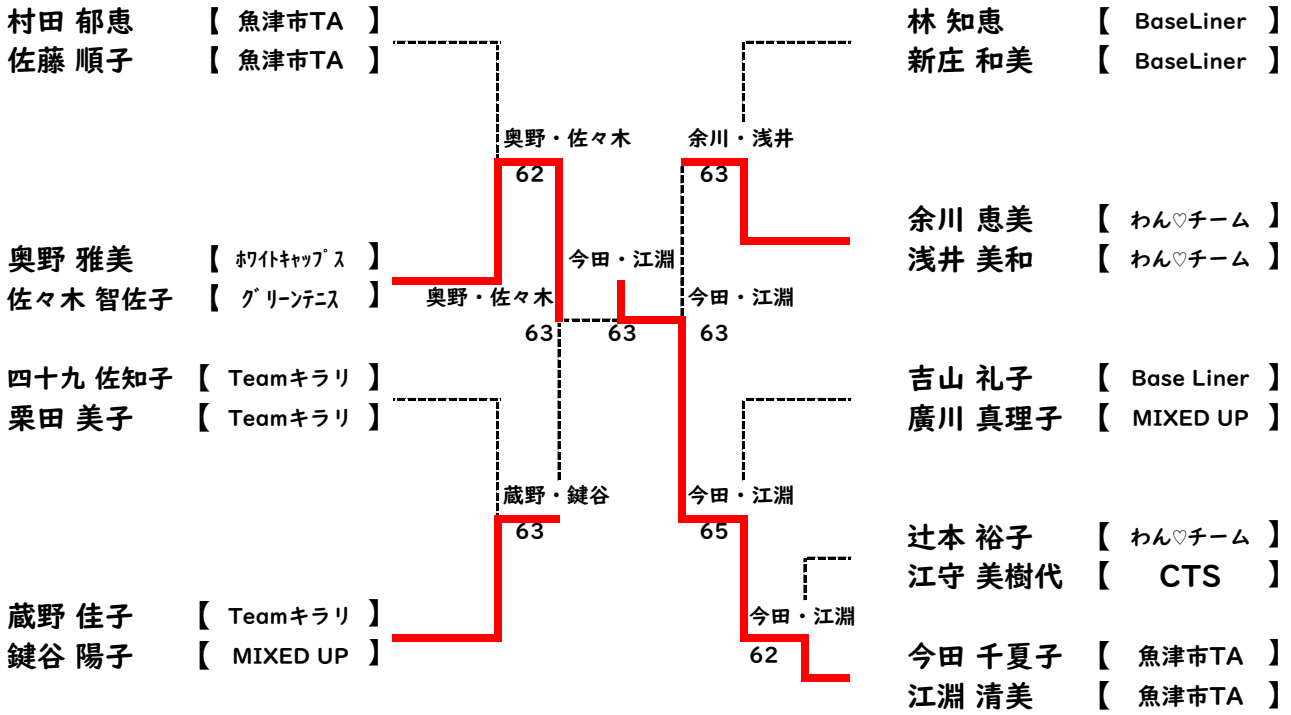 村田 郁恵 【 魚津市TA 】
佐藤 順子 【 魚津市TA 】
奥野・佐々木
62
奥野 雅美 【 ﾎﾜｲﾄｷｬｯﾌﾟｽ 】
佐々木 智佐子 【 ｸﾞﾘｰﾝﾃﾆｽ 】
奥野・佐々木
63
四十九 佐知子 【 Teamキラリ 】
栗田 美子 【 Teamキラリ 】
蔵野・鍵谷
63
蔵野 佳子 【 Teamキラリ 】
鍵谷 陽子 【 MIXED UP 】
今田・江淵
63
林 知恵 【 BaseLiner 】
新庄 和美 【 BaseLiner 】
余川・浅井
63
余川 恵美 【 わん♡チーム 】
浅井 美和 【 わん♡チーム 】
今田・江淵
63
吉山 礼子 【 Base Liner 】
廣川 真理子 【 MIXED UP 】
今田・江淵
65
辻本 裕子 【 わん♡チーム 】
江守 美樹代 【 CTS 】
今田・江淵
62
今田 千夏子 【 魚津市TA 】
江淵 清美 【 魚津市TA 】